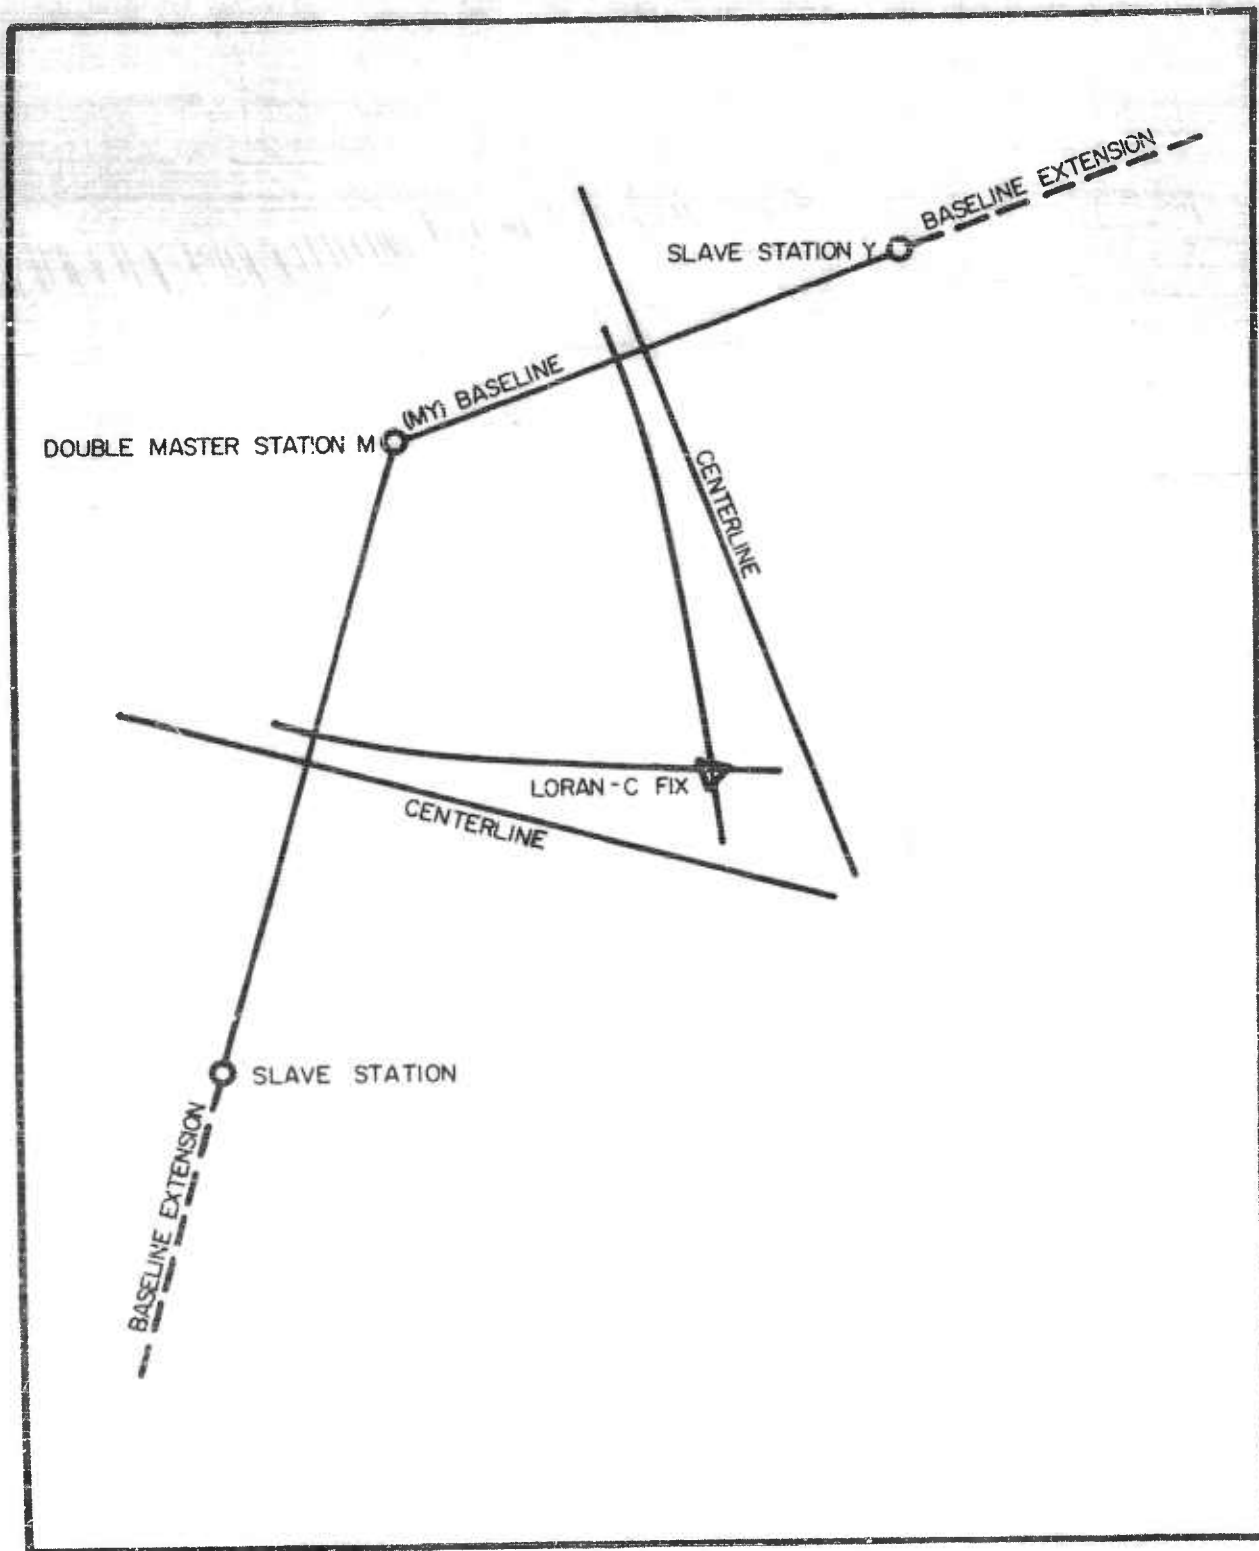 BASELINE EXTENSION
SLAVE STATION Y
(MY) BASELINE
DOUBLE MASTER STATION M
CENTERLINE
LORAN-C FIX
CENTERLINE
SLAVE STATION
BASELINE EXTENSION